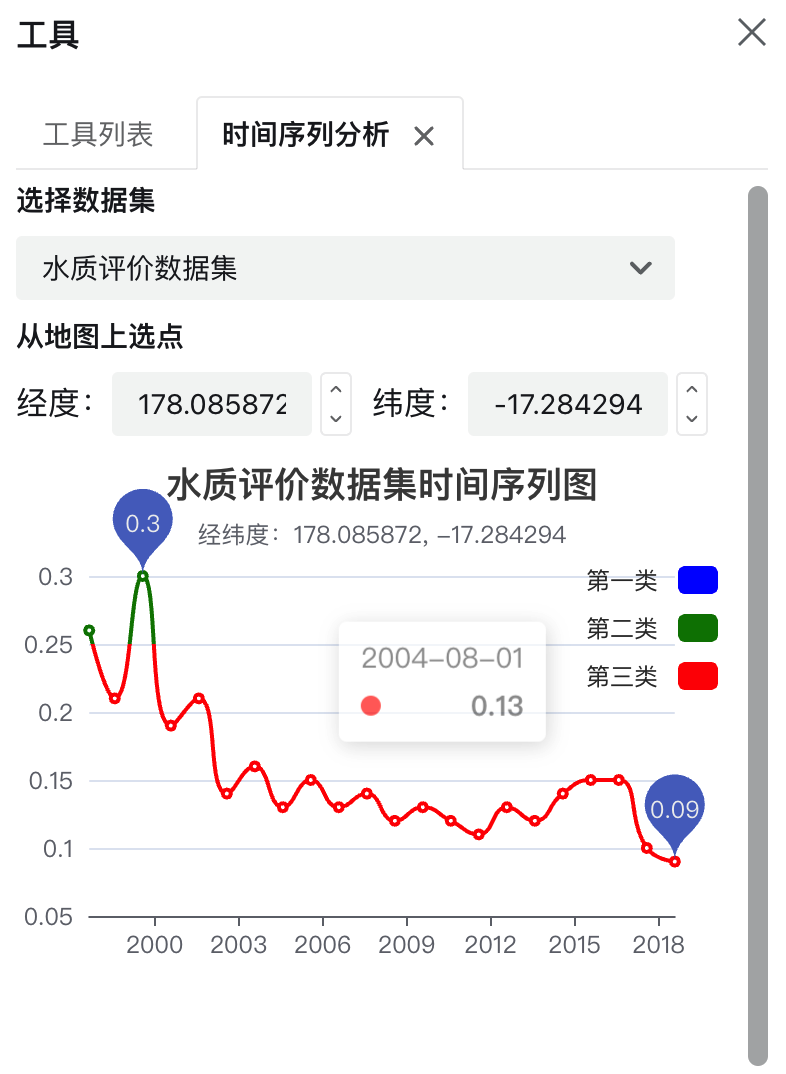 工具
工具列表 时间序列分析
选择数据集
水质评价数据集
从地图上选点
经度： 178.085872 纬度： -17.284294
水质评价数据集时间序列图
经纬度：178.085872, −17.284294
0.3
0.3
0.25
0.2
0.15
0.1
0.05
第一类
第二类
第三类
2004−08−01
0.13
0.09
2000 2003 2006 2009 2012 2015 2018